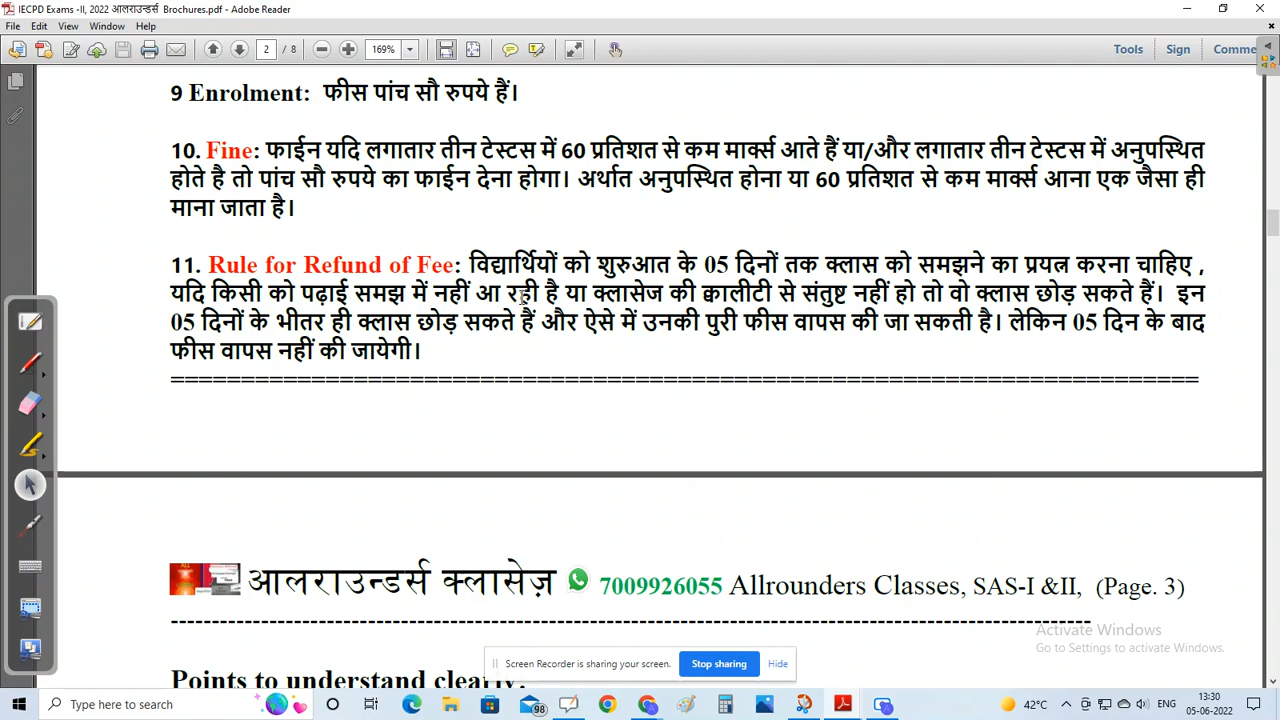 IECPD Exams -II, 2022 आलराउन्डर्स Brochures.pdf - Adobe Reader
File Edit View Window Help
2 / 8 169% Tools Sign Comme
9 Enrolment: फीस पांच सौ रुपये हैं।
10. Fine: फाईन यदि लगातार तीन टेस्टस में 60 प्रतिशत से कम मार्क्स आते हैं या/और लगातार तीन टेस्टस में अनुपस्थित
होते है तो पांच सौ रुपये का फाईन देना होगा। अर्थात अनुपस्थित होना या 60 प्रतिशत से कम मार्क्स आना एक जैसा ही
माना जाता है।
11. Rule for Refund of Fee: विद्यार्थियों को शुरुआत के 05 दिनों तक क्लास को समझने का प्रयत्न करना चाहिए ,
यदि किसी को पढ़ाई समझ में नहीं आ रही है या क्लासेज की क्वालीटी से संतुष्ट नहीं हो तो वो क्लास छोड़ सकते हैं। इन
05 दिनों के भीतर ही क्लास छोड़ सकते हैं और ऐसे में उनकी पुरी फीस वापस की जा सकती है। लेकिन 05 दिन के बाद
फीस वापस नहीं की जायेगी।
आलराउन्डर्स क्लासेज़ 7009926055 Allrounders Classes, SAS-I &II, (Page. 3)
Activate Windows
Go to Settings to activate Windows.
Screen Recorder is sharing your screen. Stop sharing Hide
Points to understand clearly:
Type here to search 98 42°C ENG 13:30
05-06-2022